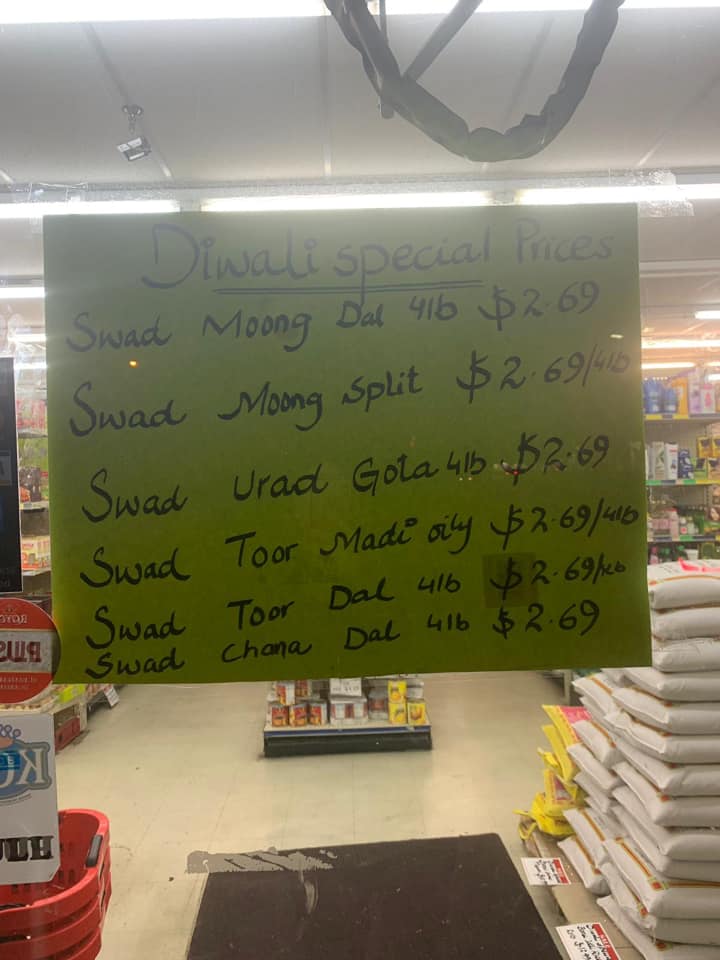 Diwali special Prices
Swad Moong Dal 4lb $2.69
Swad Moong Split $2.69/4lb
Swad Urad Gota 4lb $2.69
Swad Toor Madi oily $2.69/4lb
Swad Toor Dal 4lb $2.69
Swad Chana Dal 4lb $2.69